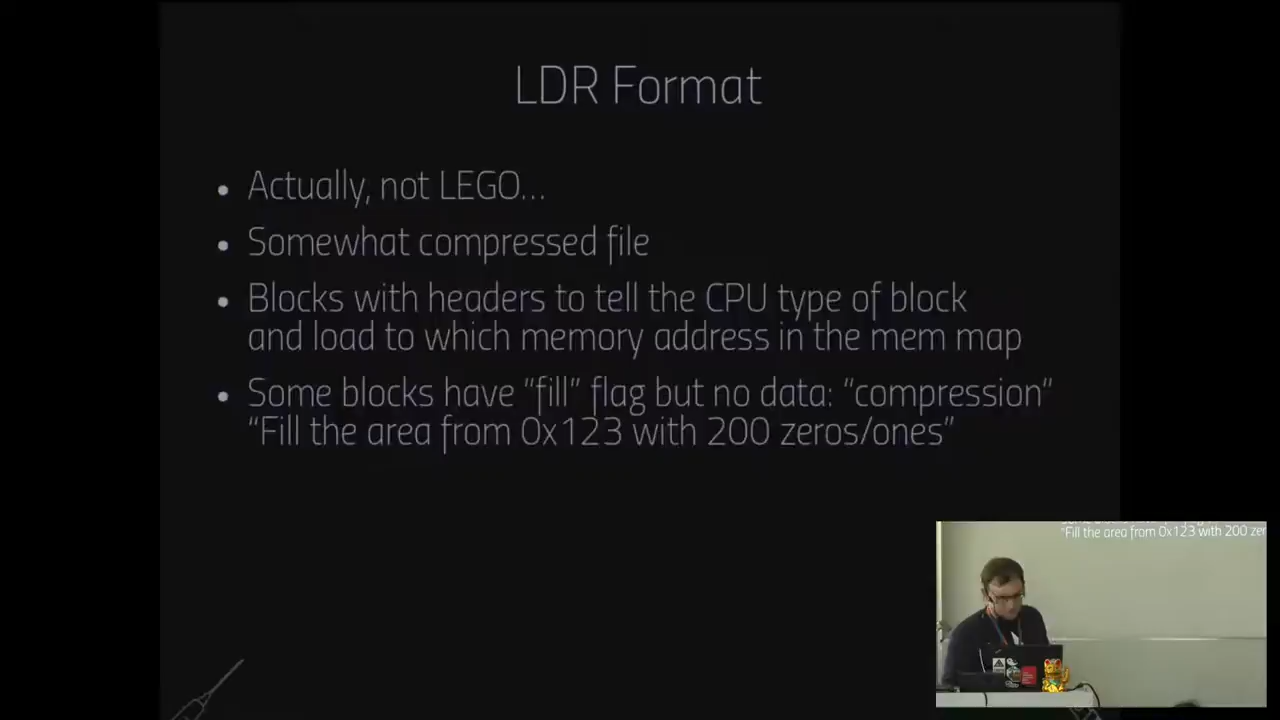 LDR Format
• Actually, not LEGO...
• Somewhat compressed file
• Blocks with headers to tell the CPU type of block
and load to which memory address in the mem map
• Some blocks have “fill” flag but no data: “compression“
“Fill the area from 0x123 with 200 zeros/ones”
“Fill the area from 0x123 with 200 zer